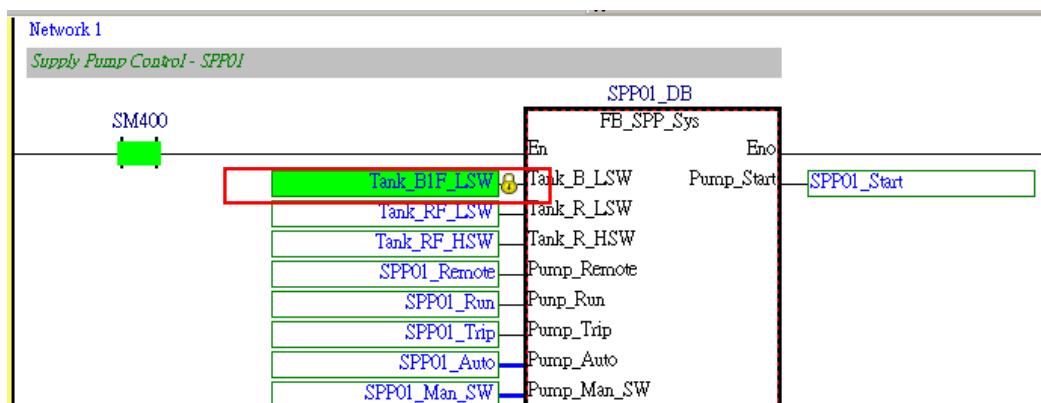 Network 1
Supply Pump Control - SPP01
SPP01_DB
SM400
FB_SPP_Sys
En Eno
Tank_B1F_LSW Tank_B_LSW Pump_Start SPP01_Start
Tank_RF_LSW Tank_R_LSW
Tank_RF_HSW Tank_R_HSW
SPP01_Remote Pump_Remote
SPP01_Run Punp_Run
SPP01_Trip Pump_Trip
SPP01_Auto Pump_Auto
SPP01_Man_SW Pump_Man_SW